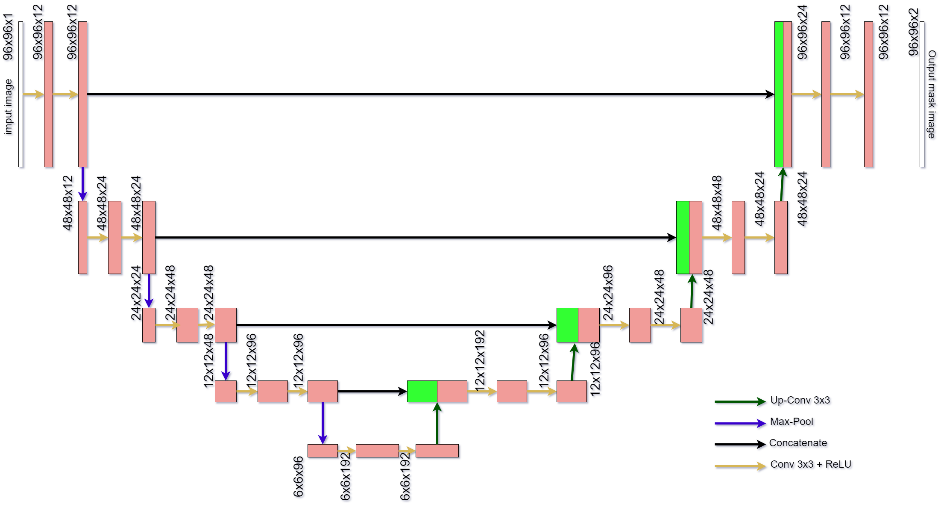 imput image
96x96x1
96x96x12
96x96x12
96x96x24
96x96x12
96x96x12
96x96x2
Output mask image
48x48x12
48x48x24
48x48x24
48x48x48
48x48x24
48x48x24
24x24x24
24x24x48
24x24x48
24x24x96
24x24x48
24x24x48
12x12x48
12x12x96
12x12x96
12x12x192
12x12x96
12x12x96
6x6x96
6x6x192
6x6x192
Up-Conv 3x3
Max-Pool
Concatenate
Conv 3x3 + ReLU